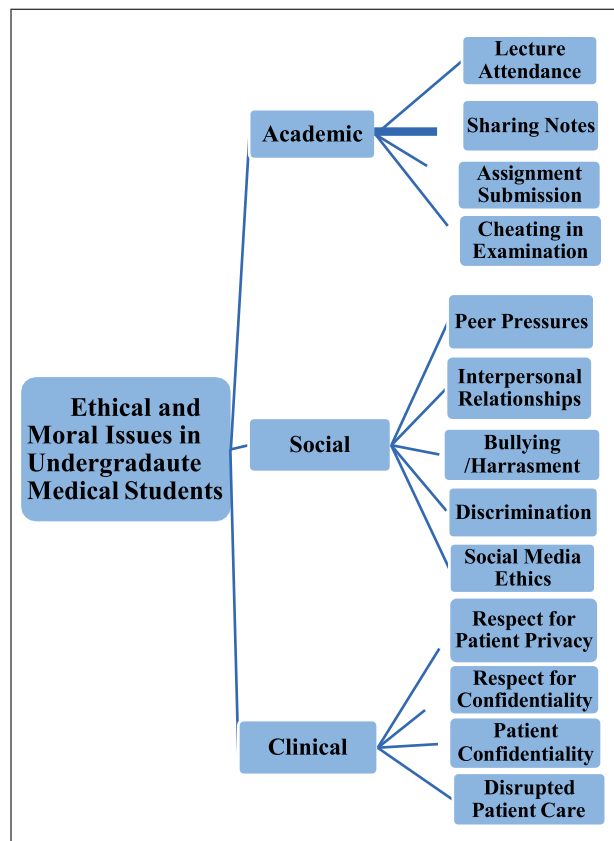 Ethical and
Moral Issues in
Undergradaute
Medical Students
Academic
Lecture
Attendance
Sharing Notes
Assignment
Submission
Cheating in
Examination
Social
Peer Pressures
Interpersonal
Relationships
Bullying
/Harrasment
Discrimination
Social Media
Ethics
Clinical
Respect for
Patient Privacy
Respect for
Confidentiality
Patient
Confidentiality
Disrupted
Patient Care